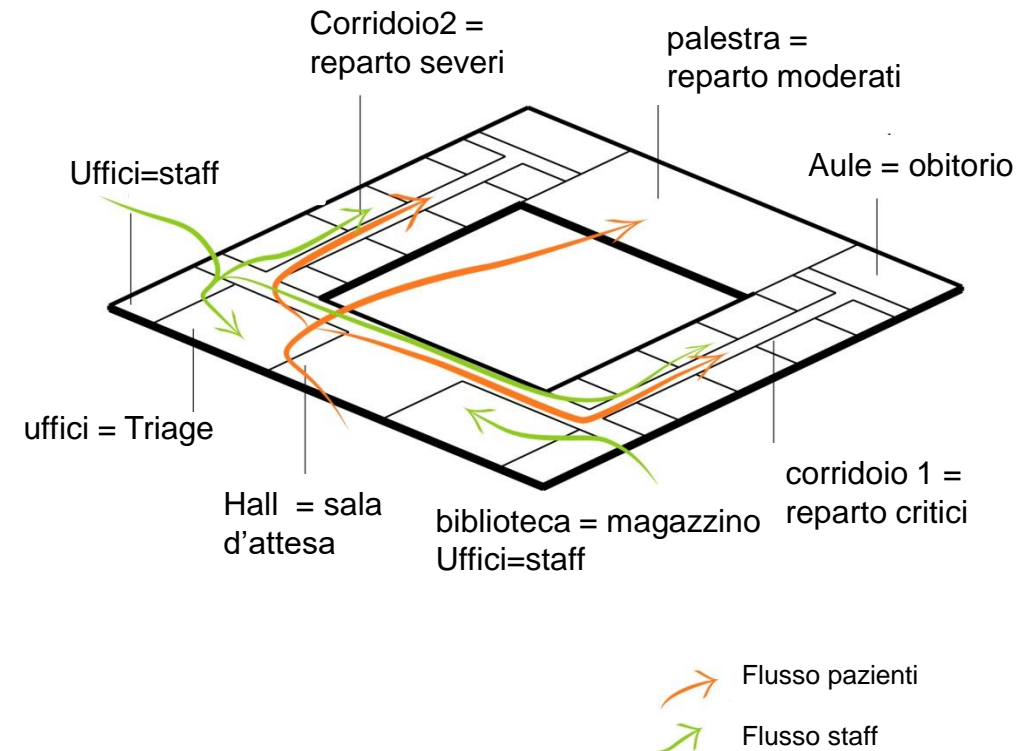 Corridoio2 =
reparto severi
palestra =
reparto moderati
Uffici=staff
Aule = obitorio
uffici = Triage
Hall  = sala
d'attesa
biblioteca = magazzino
Uffici=staff
corridoio 1 =
reparto critici
Flusso pazienti
Flusso staff